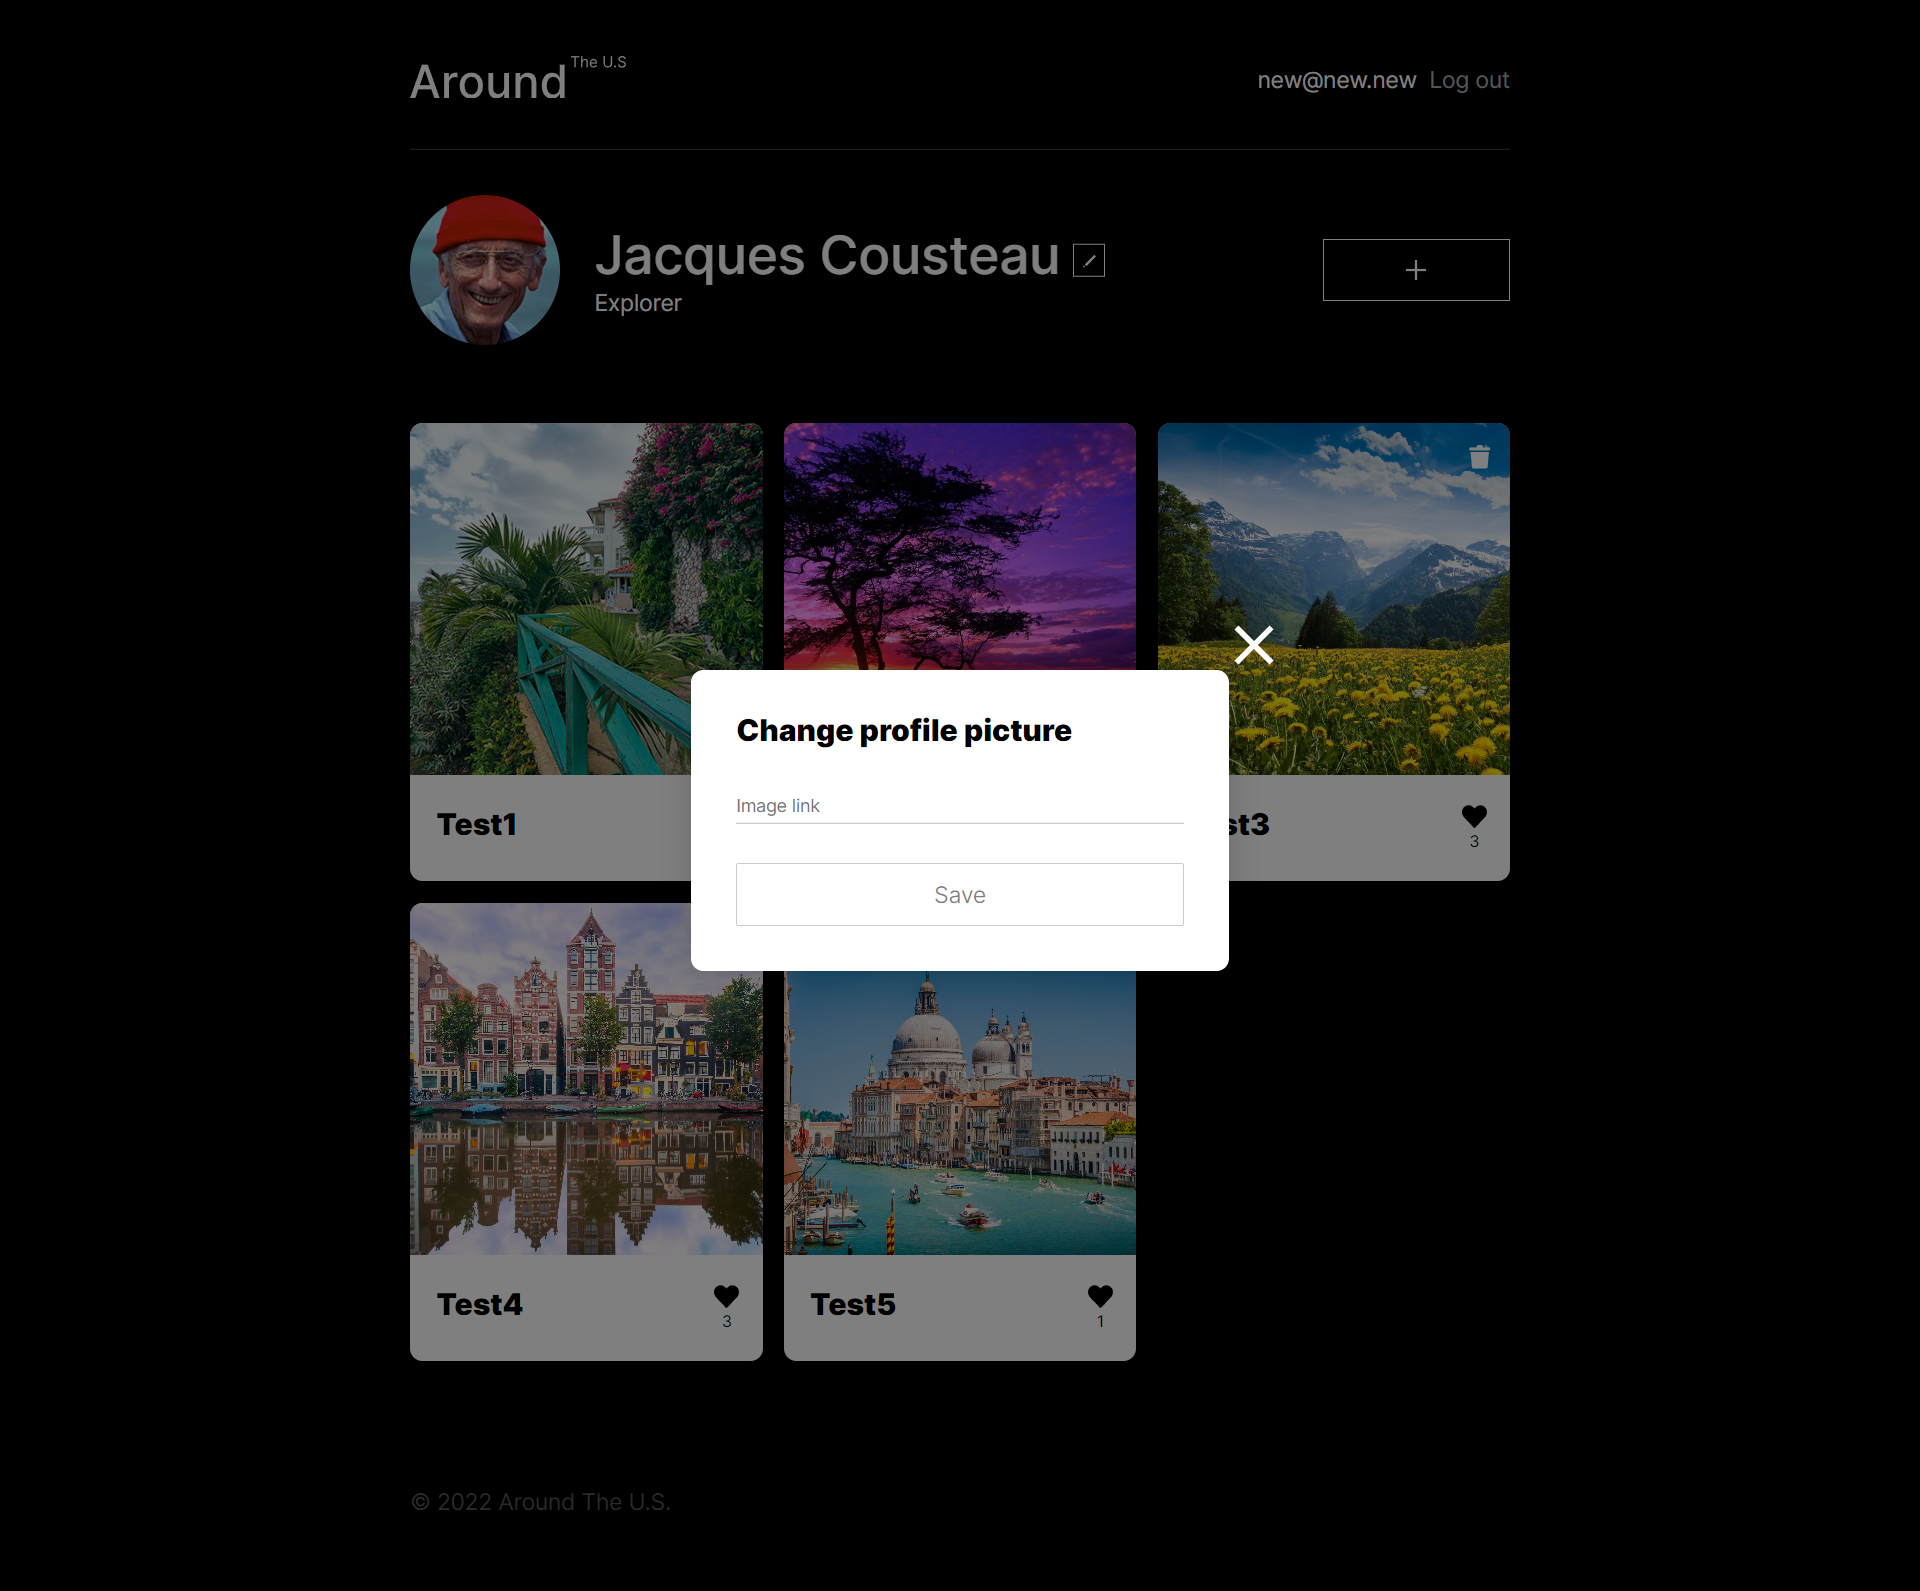 Around The U.S
new@new.new Log out
Jacques Cousteau
Explorer
Change profile picture
Image link
Save
Test1
st3
3
Test4
3
Test5
1
© 2022 Around The U.S.